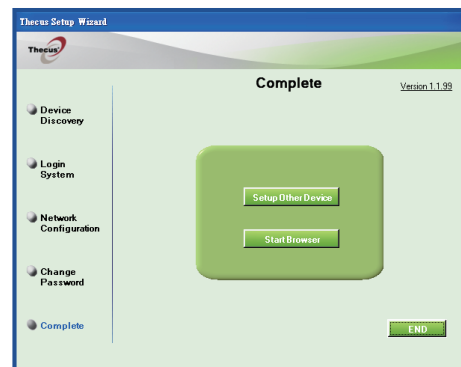 Thecus Setup Wizard
Thecus
Complete
Version 1.1.99
Device
Discovery
Login
System
Network
Configuration
Change
Password
Complete
Setup Other Device
Start Browser
END